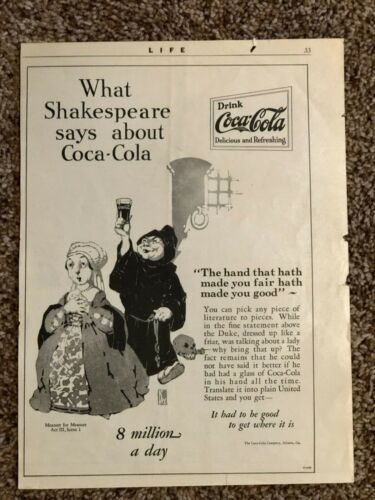 LIFE 33
What
Shakespeare
says about
Coca-Cola
Drink
Coca-Cola
Delicious and Refreshing
"The hand that hath
made you fair hath
made you good" ~
You can pick any piece of
literature to pieces. While
in the fine statement above
the Duke, dressed up like a
friar, was talking about a lady
—why bring that up? The
fact remains that he could
not have said it better if he
had had a glass of Coca-Cola
in his hand all the time.
Translate it into plain United
States and you get—
It had to be good
to get where it is
Measure for Measure
Act III, Scene 1
8 million
a day
The Coca-Cola Company, Atlanta, Ga.